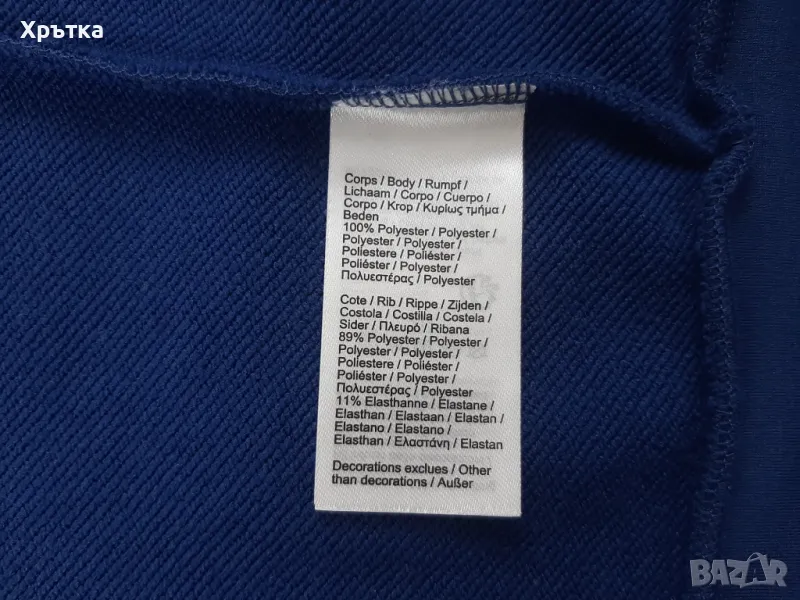 Хрътка
Corps / Body / Rumpf /
Lichaam / Corpo / Cuerpo /
Corpo / Krop / Κυρίως τμήμα /
Beden
100% Polyester / Polyester /
Polyester / Polyester /
Poliestere / Poliéster /
Poliéster / Polyester /
Πολυεστέρας / Polyester
Cote / Rib / Rippe / Zijden /
Costola / Costilla / Costela /
Sider / Πλευρό / Ribana
89% Polyester / Polyester /
Polyester / Polyester /
Poliestere / Poliéster /
Poliéster / Polyester /
Πολυεστέρας / Polyester
11% Elasthanne / Elastane /
Elasthan / Elastaan / Elastan /
Elastano / Elastano /
Elasthan / Ελαστάνη / Elastan
Decorations exclues / Other
than decorations / Außer
BAZAR